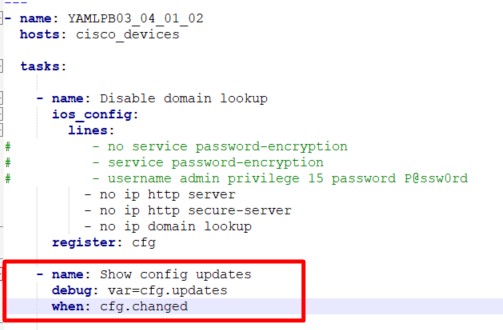 ---
- name: YAMLPB03_04_01_02
hosts: cisco_devices
tasks:
- name: Disable domain lookup
ios_config:
lines:
# - no service password-encryption
# - service password-encryption
# - username admin privilege 15 password P@ssw0rd
- no ip http server
- no ip http secure-server
- no ip domain lookup
register: cfg
- name: Show config updates
debug: var=cfg.updates
when: cfg.changed